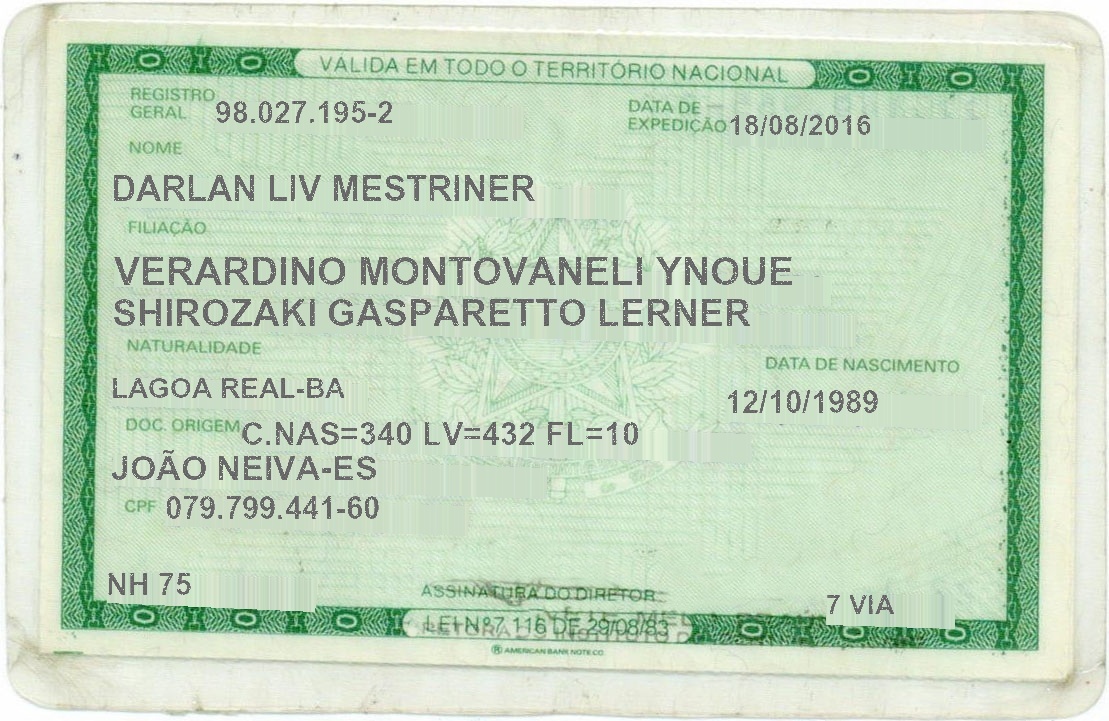 VALIDA EM TODO O TERRITÓRIO NACIONAL
REGISTRO GERAL 98.027.195-2
DATA DE EXPEDIÇÃO 18/08/2016
NOME
DARLAN LIV MESTRINER
FILIAÇÃO
VERARDINO MONTOVANELI YNOUE
SHIROZAKI GASPARETTO LERNER
NATURALIDADE
DATA DE NASCIMENTO
LAGOA REAL-BA
12/10/1989
DOC. ORIGEM C.NAS=340 LV=432 FL=10
JOÃO NEIVA-ES
CPF 079.799.441-60
NH 75
ASSINATURA DO DIRETOR
7 VIA
LEI Nº 7.116 DE 29/08/83
AMERICAN BANK NOTE CO.